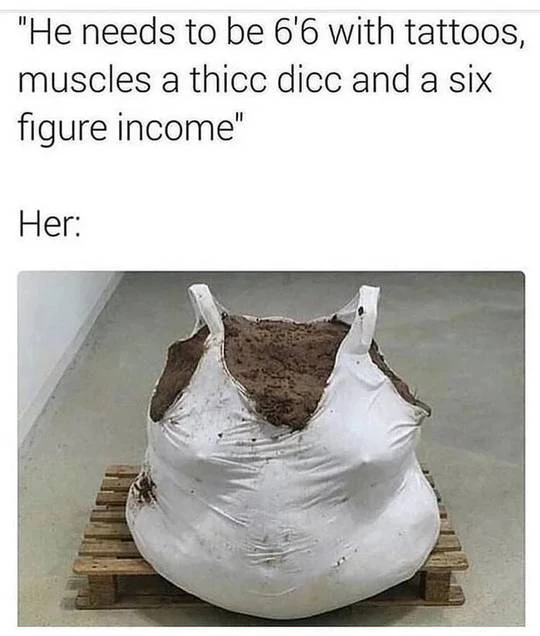 "He needs to be 6'6 with tattoos,
muscles a thicc dicc and a six
figure income"
Her: